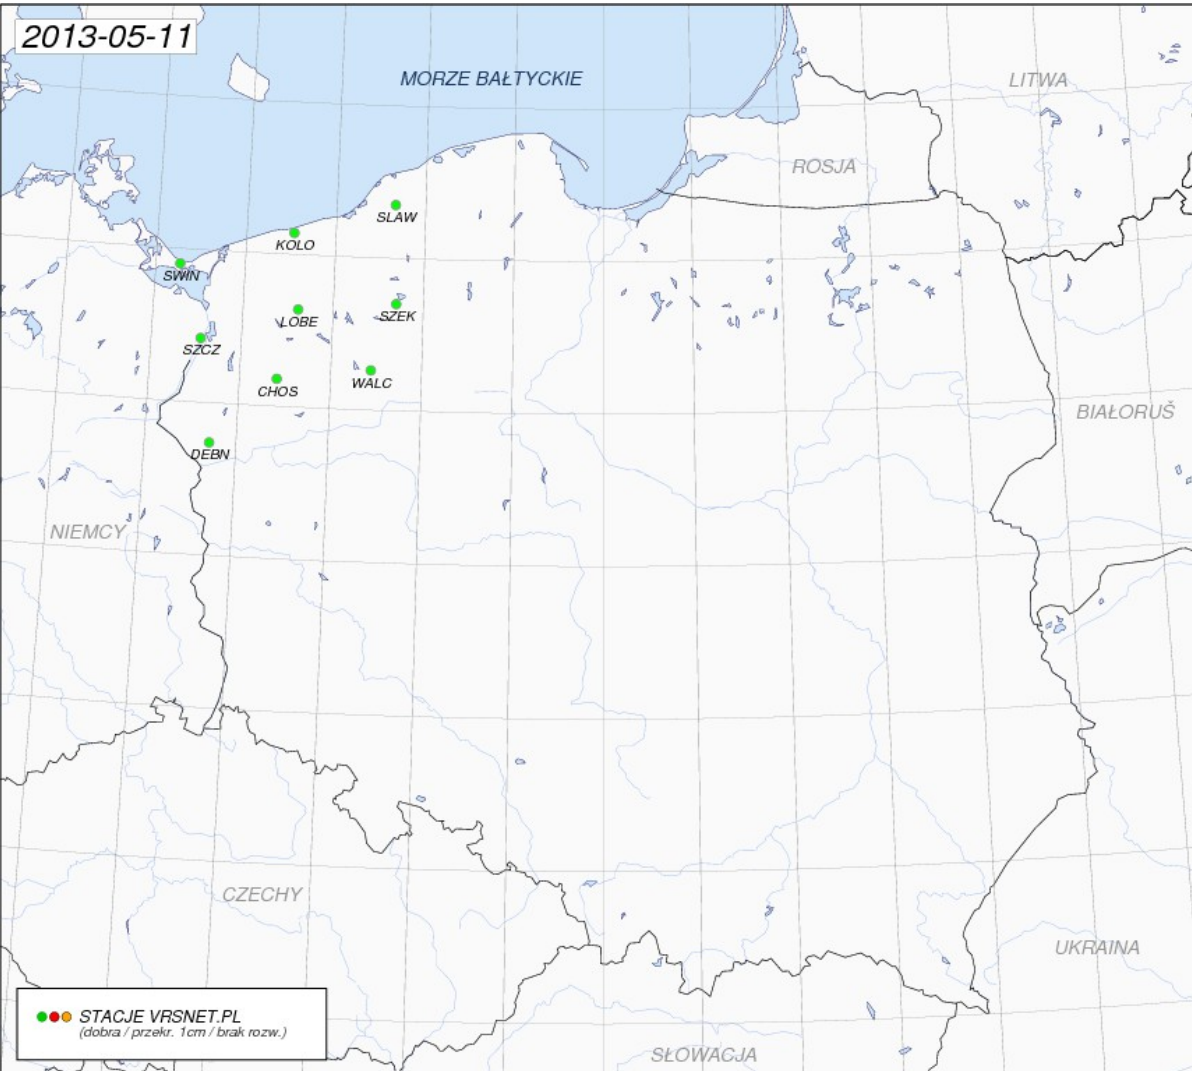 2013-05-11
MORZE BAŁTYCKIE
LITWA
ROSJA
SLAW
KOLO
SWIN
SZEK
LOBE
SZCZ
WALC
CHOS
BIAŁORUŠ
DEBN
NIEMCY
CZECHY
UKRAINA
STACJE VRSNET.PL
(dobra / przekr. 1cm / brak rozw.)
SŁOWACJA